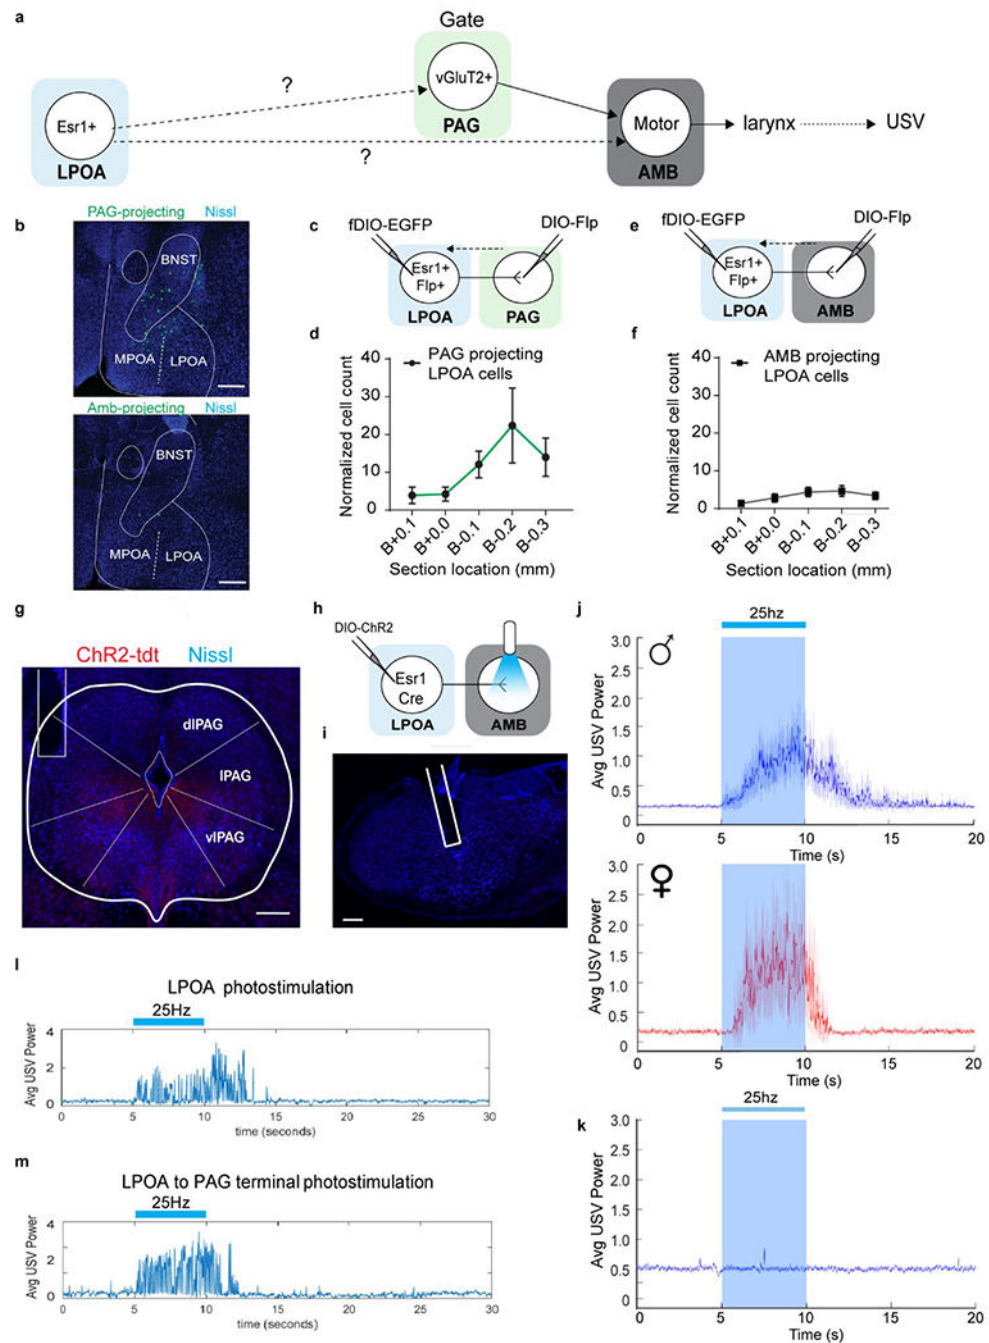 a
Gate
vGluT2+
PAG
?
Esr1+
LPOA
?
Motor
AMB
larynx
USV
b
PAG-projecting Nissl
BNST
MPOA
LPOA
Amb-projecting Nissl
BNST
MPOA
LPOA
c
fDIO-EGFP
DIO-Flp
Esr1+
Flp+
LPOA
PAG
d
PAG projecting
LPOA cells
Normalized cell count
40
30
20
10
0
B+0.1
B+0.0
B-0.1
B-0.2
B-0.3
Section location (mm)
e
fDIO-EGFP
DIO-Flp
Esr1+
Flp+
LPOA
AMB
f
AMB projecting
LPOA cells
Normalized cell count
40
30
20
10
0
B+0.1
B+0.0
B-0.1
B-0.2
B-0.3
Section location (mm)
g
ChR2-tdt Nissl
dlPAG
lPAG
vlPAG
h
DIO-ChR2
Esr1
Cre
LPOA
AMB
i
j
25hz
♂
Avg USV Power
3.0
2.5
2.0
1.5
1.0
0.5
0
0
5
10
15
20
Time (s)
♀
Avg USV Power
3.0
2.5
2.0
1.5
1.0
0.5
0
0
5
10
15
20
Time (s)
k
25hz
Avg USV Power
3.0
2.5
2.0
1.5
1.0
0.5
0
0
5
10
15
20
Time (s)
l
LPOA photostimulation
25Hz
Avg USV Power
4
2
0
0
5
10
15
20
25
30
time (seconds)
m
LPOA to PAG terminal photostimulation
25Hz
Avg USV Power
4
2
0
0
5
10
15
20
25
30
time (seconds)